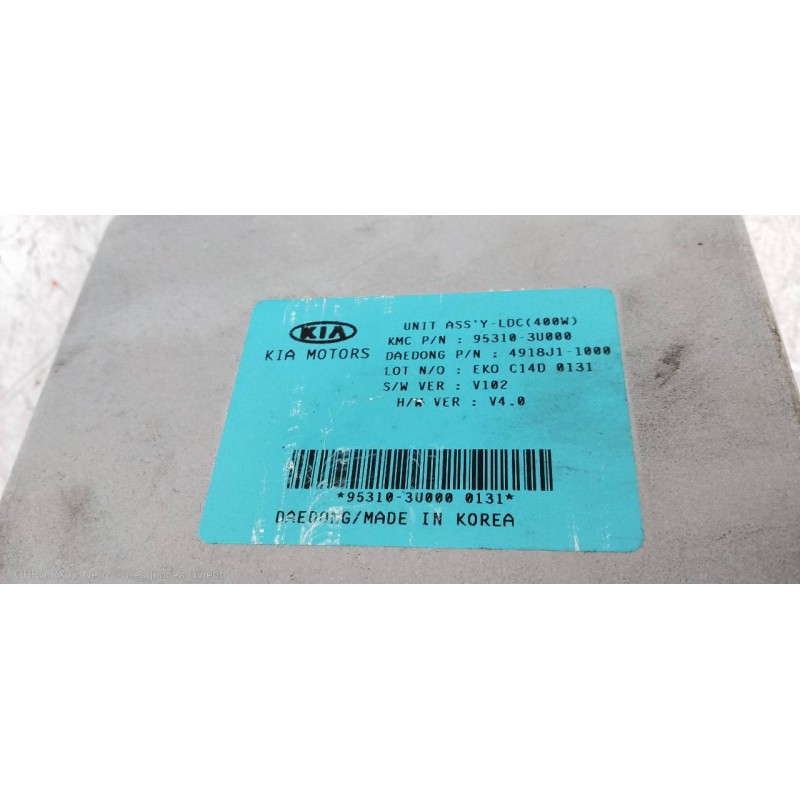 KIA
KIA MOTORS
UNIT ASS'Y-LDC(400W)
KMC P/N : 95310-3U000
DAEDONG P/N : 4918J1-1000
LOT N/O : EKO C14D 0131
S/W VER : V102
H/W VER : V4.0
*95310-3U000 0131*
DAEDONG/MADE IN KOREA